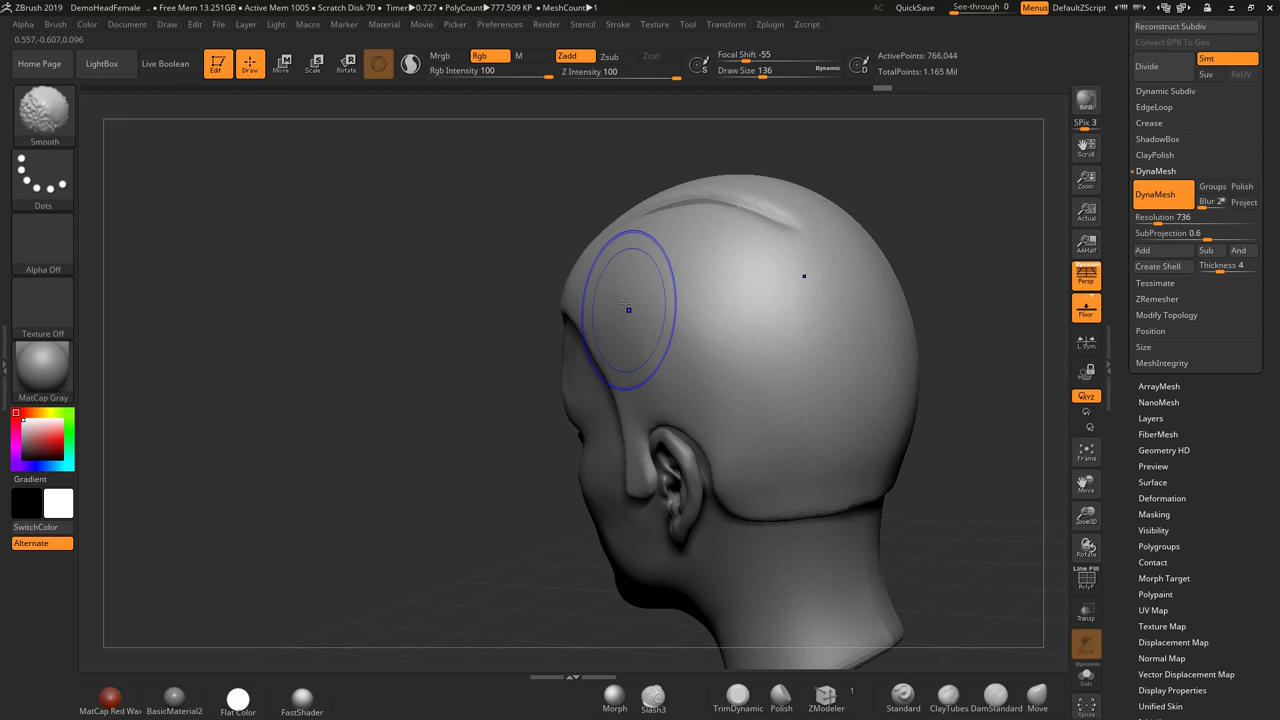 ZBrush 2019 DemoHeadFemale .. • Free Mem 13.251GB • Active Mem 1005 • Scratch Disk 70 • Timer▶0.727 • PolyCount▶777.509 KP • MeshCount▶1 AC QuickSave See-through 0 Menus DefaultZScript
Alpha Brush Color Document Draw Edit File Layer Light Macro Marker Material Movie Picker Preferences Render Stencil Stroke Texture Tool Transform Zplugin Zscript
0.557,-0.607,0.096
Home Page LightBox Live Boolean Edit Draw Move Scale Rotate
Mrgb Rgb M Zadd Zsub Zcut
Rgb Intensity 100 Z Intensity 100
S Focal Shift -55
Draw Size 136 Dynamic D
ActivePoints: 766.044
TotalPoints: 1.165 Mil
Smooth
Dots
Alpha Off
Texture Off
MatCap Gray
Gradient
SwitchColor
Alternate
BPR
SPix 3
Scroll
Zoom
Actual
AAHalf
Dynamic
Persp
Floor
L.Sym
XYZ
Frame
Move
Zoom3D
Rotate
Line Fill
PolyF
Transp
Dynamic
Solo
Xpose
Reconstruct Subdiv
Convert BPR To Geo
Divide Smt
Suv ReUV
Dynamic Subdiv
EdgeLoop
Crease
ShadowBox
ClayPolish
DynaMesh
DynaMesh Groups Polish
Blur 2 Project
Resolution 736
SubProjection 0.6
Add Sub And
Create Shell Thickness 4
Tessimate
ZRemesher
Modify Topology
Position
Size
MeshIntegrity
ArrayMesh
NanoMesh
Layers
FiberMesh
Geometry HD
Preview
Surface
Deformation
Masking
Visibility
Polygroups
Contact
Morph Target
Polypaint
UV Map
Texture Map
Displacement Map
Normal Map
Vector Displacement Map
Display Properties
Unified Skin
MatCap Red Wax BasicMaterial2 Flat Color FastShader Morph Slash3 TrimDynamic Polish ZModeler 1 Standard ClayTubes DamStandard Move